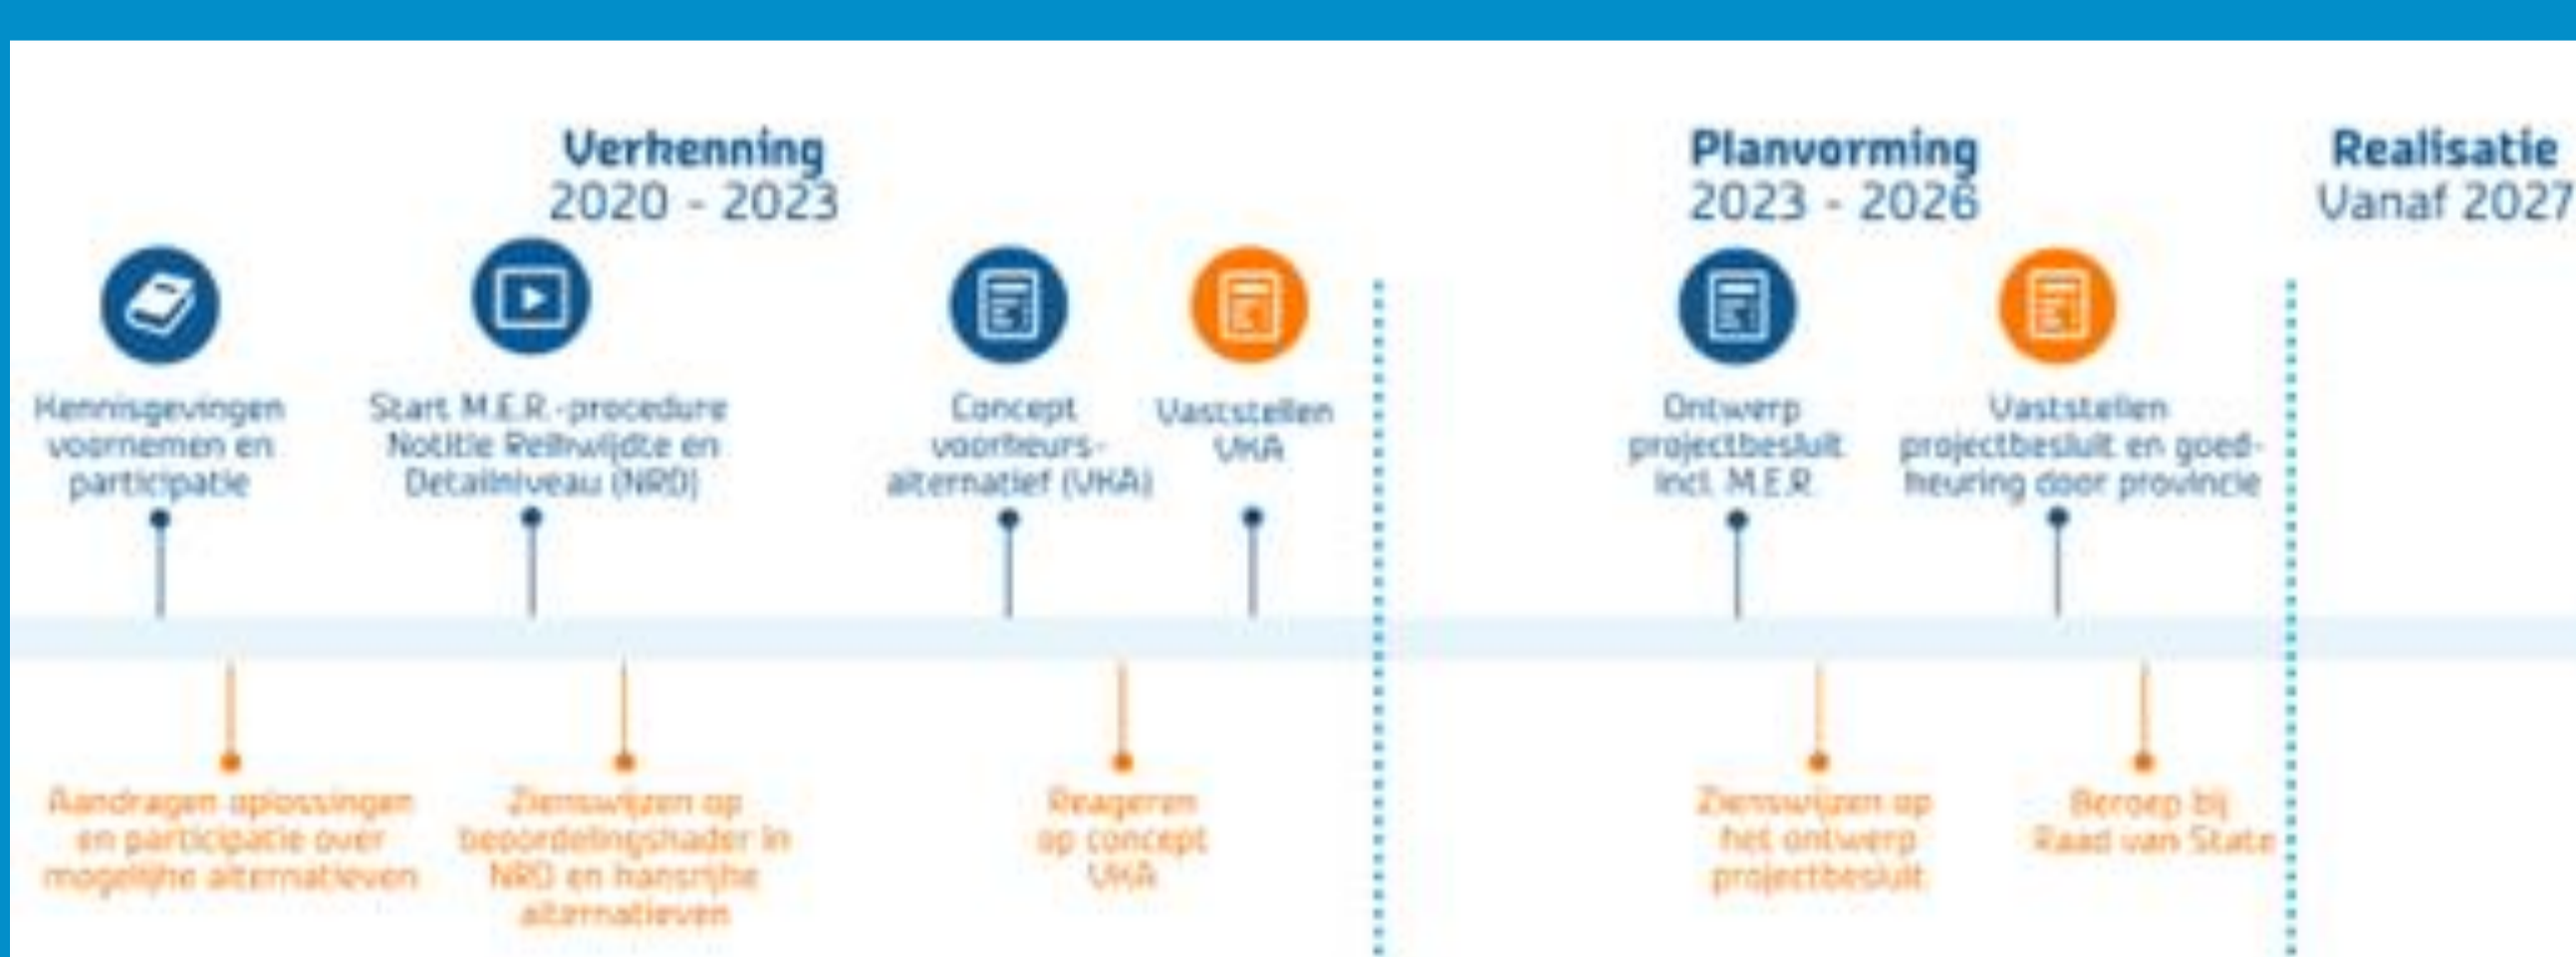 Verkenning
2020 - 2023
Planvorming
2023 - 2026
Realisatie
Vanaf 2027
Kennisgevingen
voornemen en
participatie
Start M.E.R.-procedure
Notitie Reikwijdte en
Detailniveau (NRD)
Concept
voorkeurs-
alternatief (VKA)
Vaststellen
VKA
Ontwerp
projectbesluit
incl. M.E.R.
Vaststellen
projectbesluit en goed-
keuring door provincie
Aandragen oplossingen
en participatie over
mogelijke alternatieven
Zienswijzen op
beoordelingskader in
NRD en kansrijke
alternatieven
Reageren
op concept
VKA
Zienswijzen op
het ontwerp
projectbesluit
Beroep bij
Raad van State